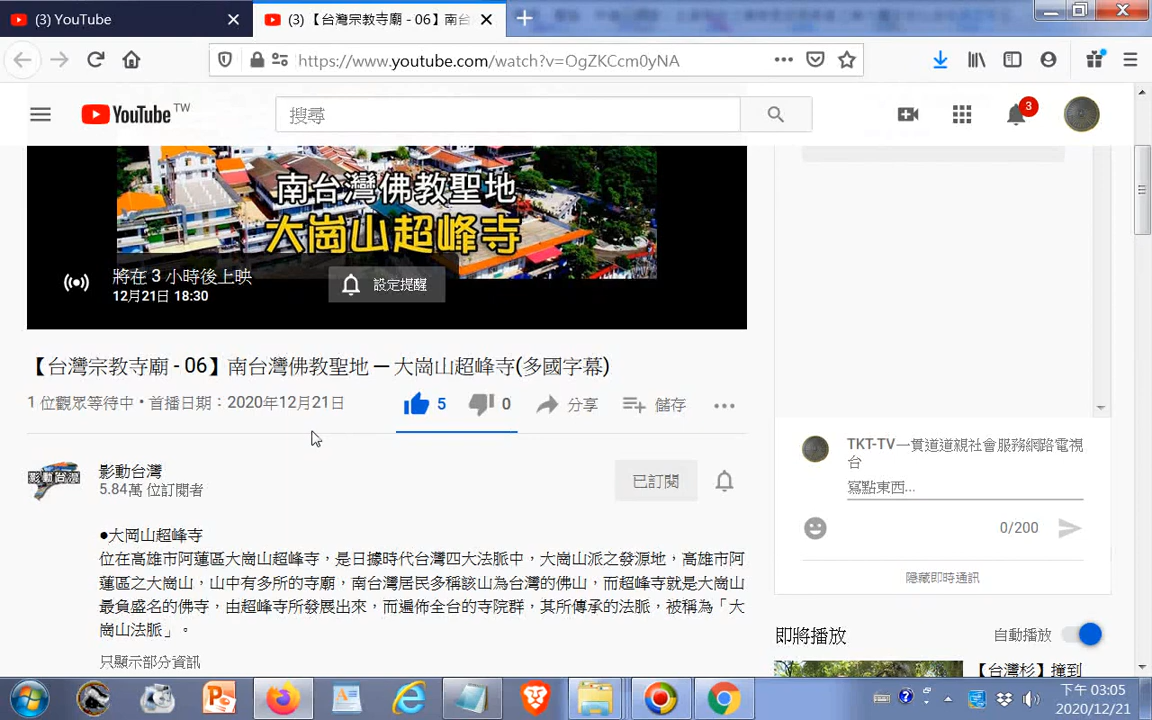 (3) YouTube
(3)【台灣宗教寺廟 - 06】南台
https://www.youtube.com/watch?v=OgZKCcm0yNA
YouTube TW
搜尋
3
南台灣佛教聖地
大崗山超峰寺
將在 3 小時後上映
12月21日 18:30
設定提醒
【台灣宗教寺廟 - 06】南台灣佛教聖地 ─ 大崗山超峰寺(多國字幕)
1 位觀眾等待中 • 首播日期：2020年12月21日
5
0
分享
儲存
影動台灣
影動台灣
5.84萬 位訂閱者
已訂閱
●大岡山超峰寺
位在高雄市阿蓮區大崗山超峰寺，是日據時代台灣四大法脈中，大崗山派之發源地，高雄市阿
蓮區之大崗山，山中有多所的寺廟，南台灣居民多稱該山為台灣的佛山，而超峰寺就是大崗山
最負盛名的佛寺，由超峰寺所發展出來，而遍佈全台的寺院群，其所傳承的法脈，被稱為「大
崗山法脈」。
只顯示部分資訊
TKT-TV一貫道道親社會服務網路電視
台
寫點東西...
0/200
隱藏即時通訊
即將播放
自動播放
【台灣杉】撞到
下午 03:05
2020/12/21